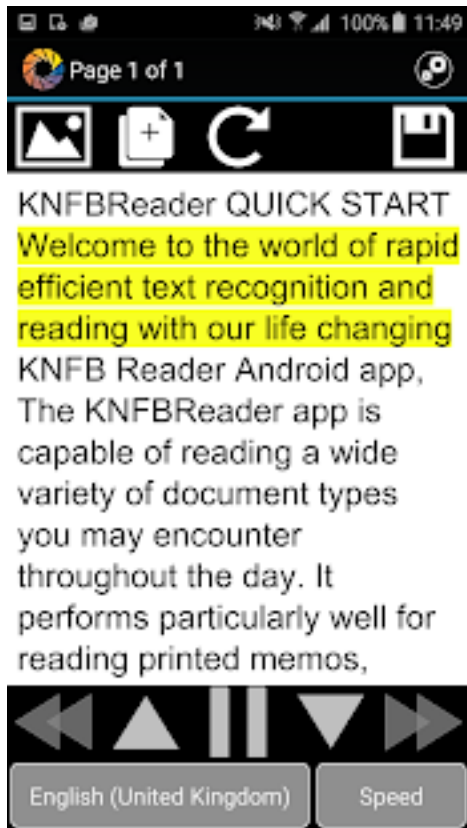 100% 11:49
Page 1 of 1
KNFBReader QUICK START
Welcome to the world of rapid
efficient text recognition and
reading with our life changing
KNFB Reader Android app,
The KNFBReader app is
capable of reading a wide
variety of document types
you may encounter
throughout the day. It
performs particularly well for
reading printed memos,
English (United Kingdom) Speed